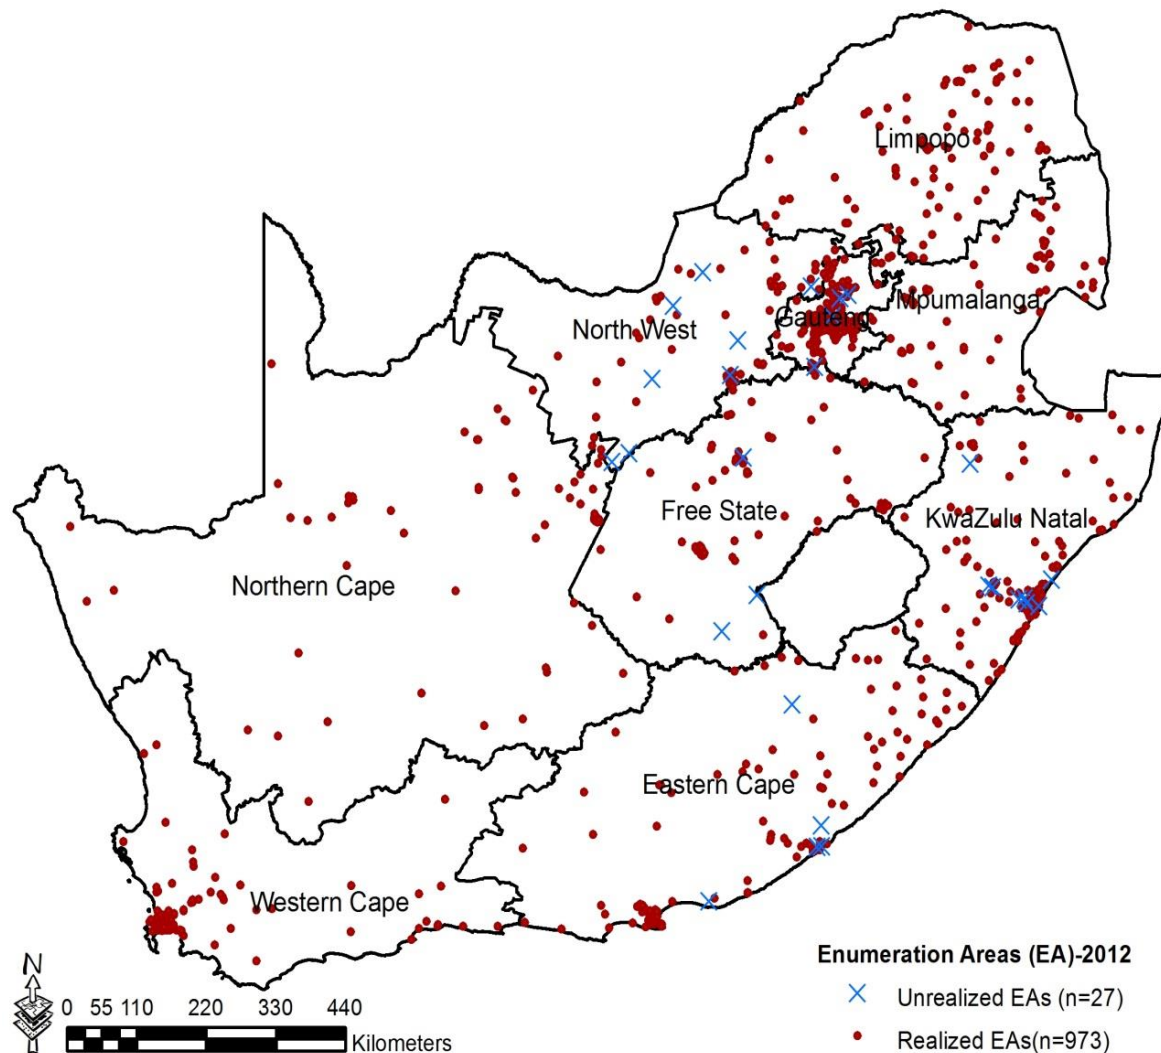 Limpopo
Mpumalanga
Gauteng
North West
Free State
KwaZulu Natal
Northern Cape
Eastern Cape
Western Cape
Enumeration Areas (EA)-2012
Unrealized EAs (n=27)
Realized EAs(n=973)
N
0 55 110 220 330 440
Kilometers